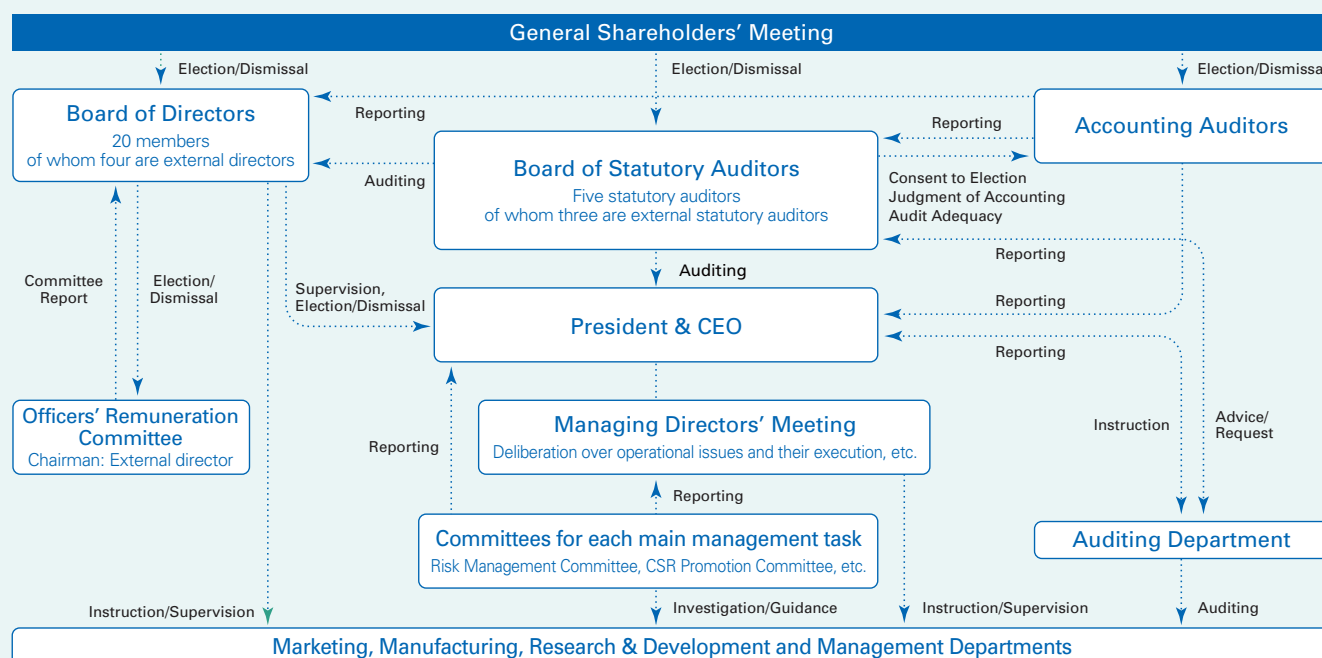 General Shareholders' Meeting
Election/Dismissal
Election/Dismissal
Election/Dismissa
Board of Directors
20 members
of whom four are external directors
Reporting
Reporting
Accounting Auditors
Auditing
Board of Statutory Auditors
Five statutory auditors
of whom three are external statutory auditors
Consent to Election
Judgment of Accounting
Audit Adequacy
Reporting
Committee
Report
Election/
Dismissal
Supervision,
Election/Dismissal
Auditing
Reporting
President & CEO
Reporting
Officers' Remuneration
Committee
Chairman: External director
Reporting
Managing Directors' Meeting
Deliberation over operational issues and their execution, etc.
Instruction
Advice/
Request
Reporting
Committees for each main management task
Risk Management Committee, CSR Promotion Committee, etc.
Auditing Department
Instruction/Supervision
Investigation/Guidance
Instruction/Supervision
Auditing
Marketing, Manufacturing, Research & Development and Management Departments